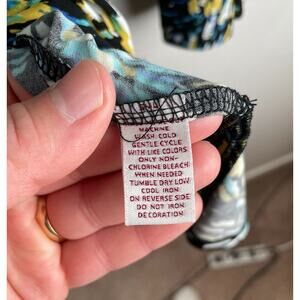 MACHINE
WASH COLD
GENTLE CYCLE
WITH LIKE COLORS
ONLY NON-
CHLORINE BLEACH
WHEN NEEDED
TUMBLE DRY LOW
COOL IRON
ON REVERSE SIDE
DO NOT IRON
DECORATION